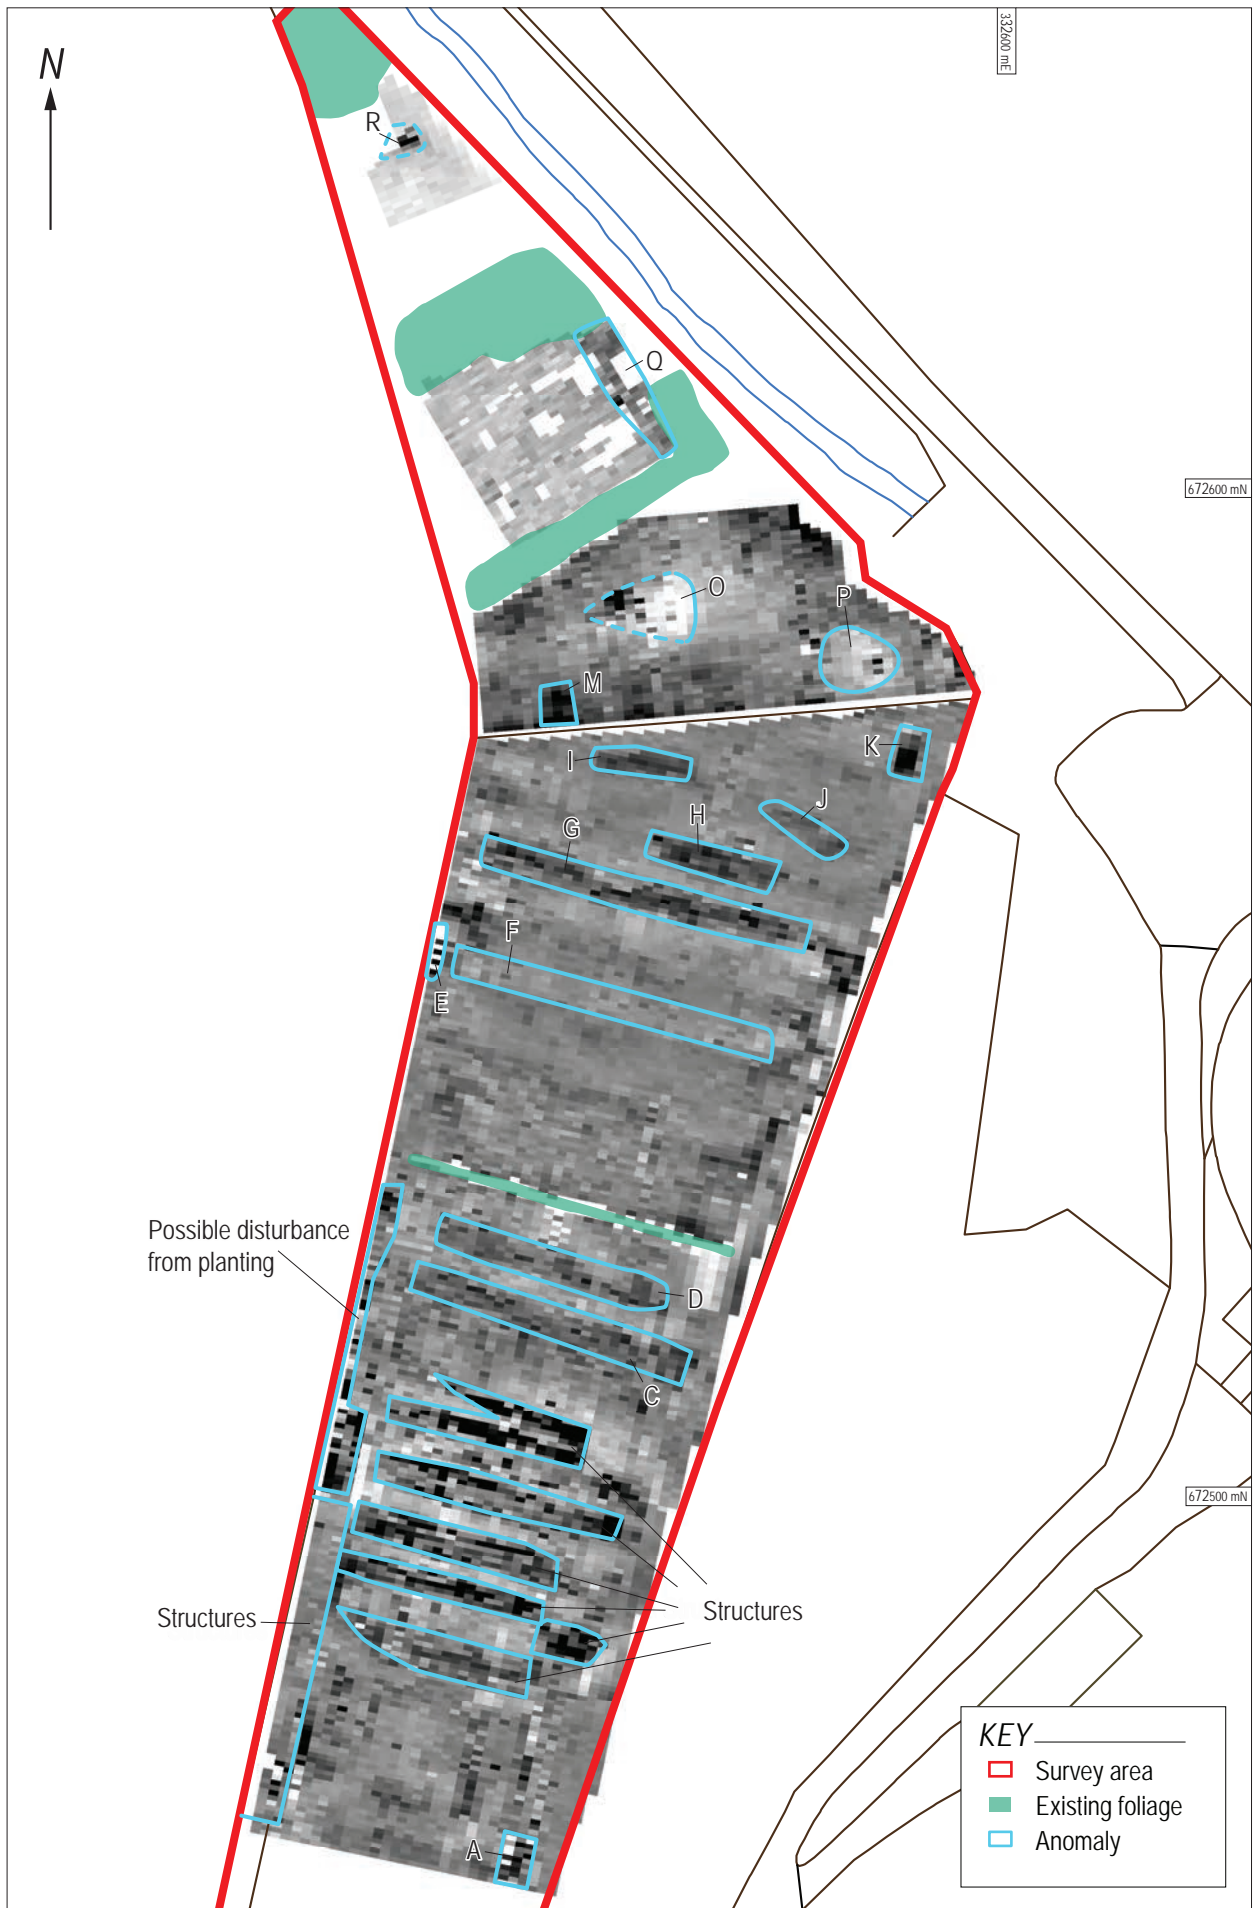 332600 mE
N
R
Q
672600 mN
O
P
M
K
I
J
H
G
F
E
Possible disturbance
from planting
D
C
672500 mN
Structures
Structures
KEY
Survey area
Existing foliage
Anomaly
A